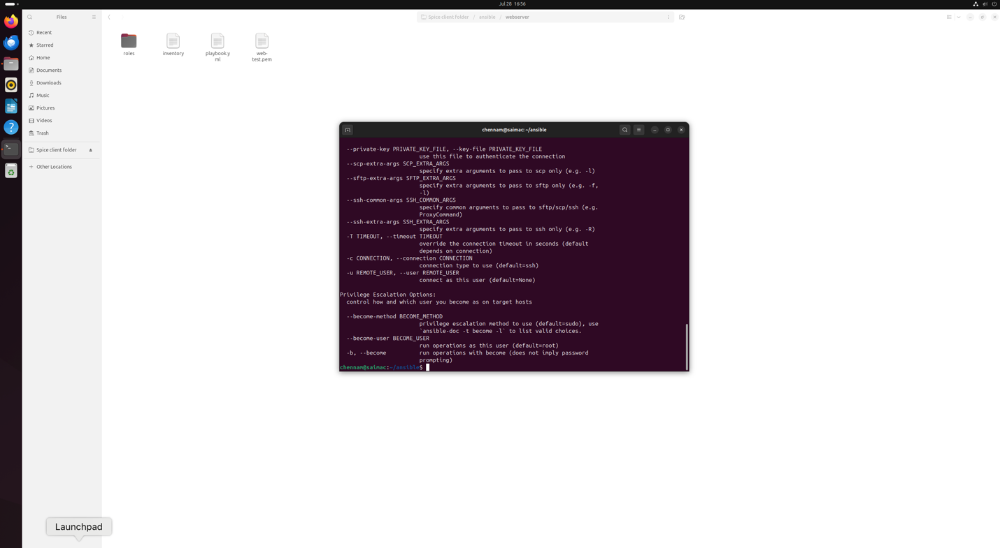 Jul 28 16:56
Files
Spice client folder / ansible / webserver
Recent
Starred
Home
Documents
Downloads
Music
Pictures
Videos
Trash
Spice client folder
Other Locations
roles
inventory
playbook.y
ml
web-
test.pem
chennam@saimac: ~/ansible
--private-key PRIVATE_KEY_FILE, --key-file PRIVATE_KEY_FILE
use this file to authenticate the connection
--scp-extra-args SCP_EXTRA_ARGS
specify extra arguments to pass to scp only (e.g. -l)
--sftp-extra-args SFTP_EXTRA_ARGS
specify extra arguments to pass to sftp only (e.g. -f,
-l)
--ssh-common-args SSH_COMMON_ARGS
specify common arguments to pass to sftp/scp/ssh (e.g.
ProxyCommand)
--ssh-extra-args SSH_EXTRA_ARGS
specify extra arguments to pass to ssh only (e.g. -R)
-T TIMEOUT, --timeout TIMEOUT
override the connection timeout in seconds (default
depends on connection)
-c CONNECTION, --connection CONNECTION
connection type to use (default=ssh)
-u REMOTE_USER, --user REMOTE_USER
connect as this user (default=None)
Privilege Escalation Options:
control how and which user you become as on target hosts
--become-method BECOME_METHOD
privilege escalation method to use (default=sudo), use
`ansible-doc -t become -l` to list valid choices.
--become-user BECOME_USER
run operations as this user (default=root)
-b, --become run operations with become (does not imply password
prompting)
chennam@saimac:~/ansible$
Launchpad